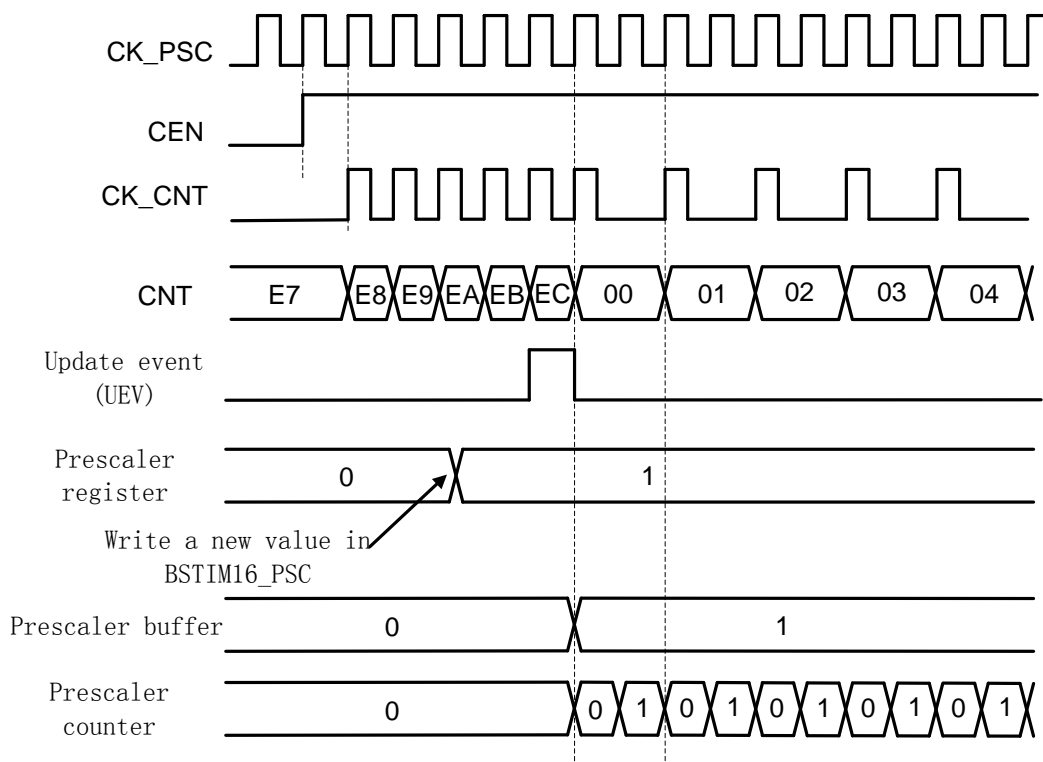 CK_PSC
CEN
CK_CNT
CNT E7 E8 E9 EA EB EC 00 01 02 03 04
Update event
(UEV)
Prescaler
register
0 1
Write a new value in
BSTIM16_PSC
Prescaler buffer 0 1
Prescaler
counter
0 0 1 0 1 0 1 0 1 0 1